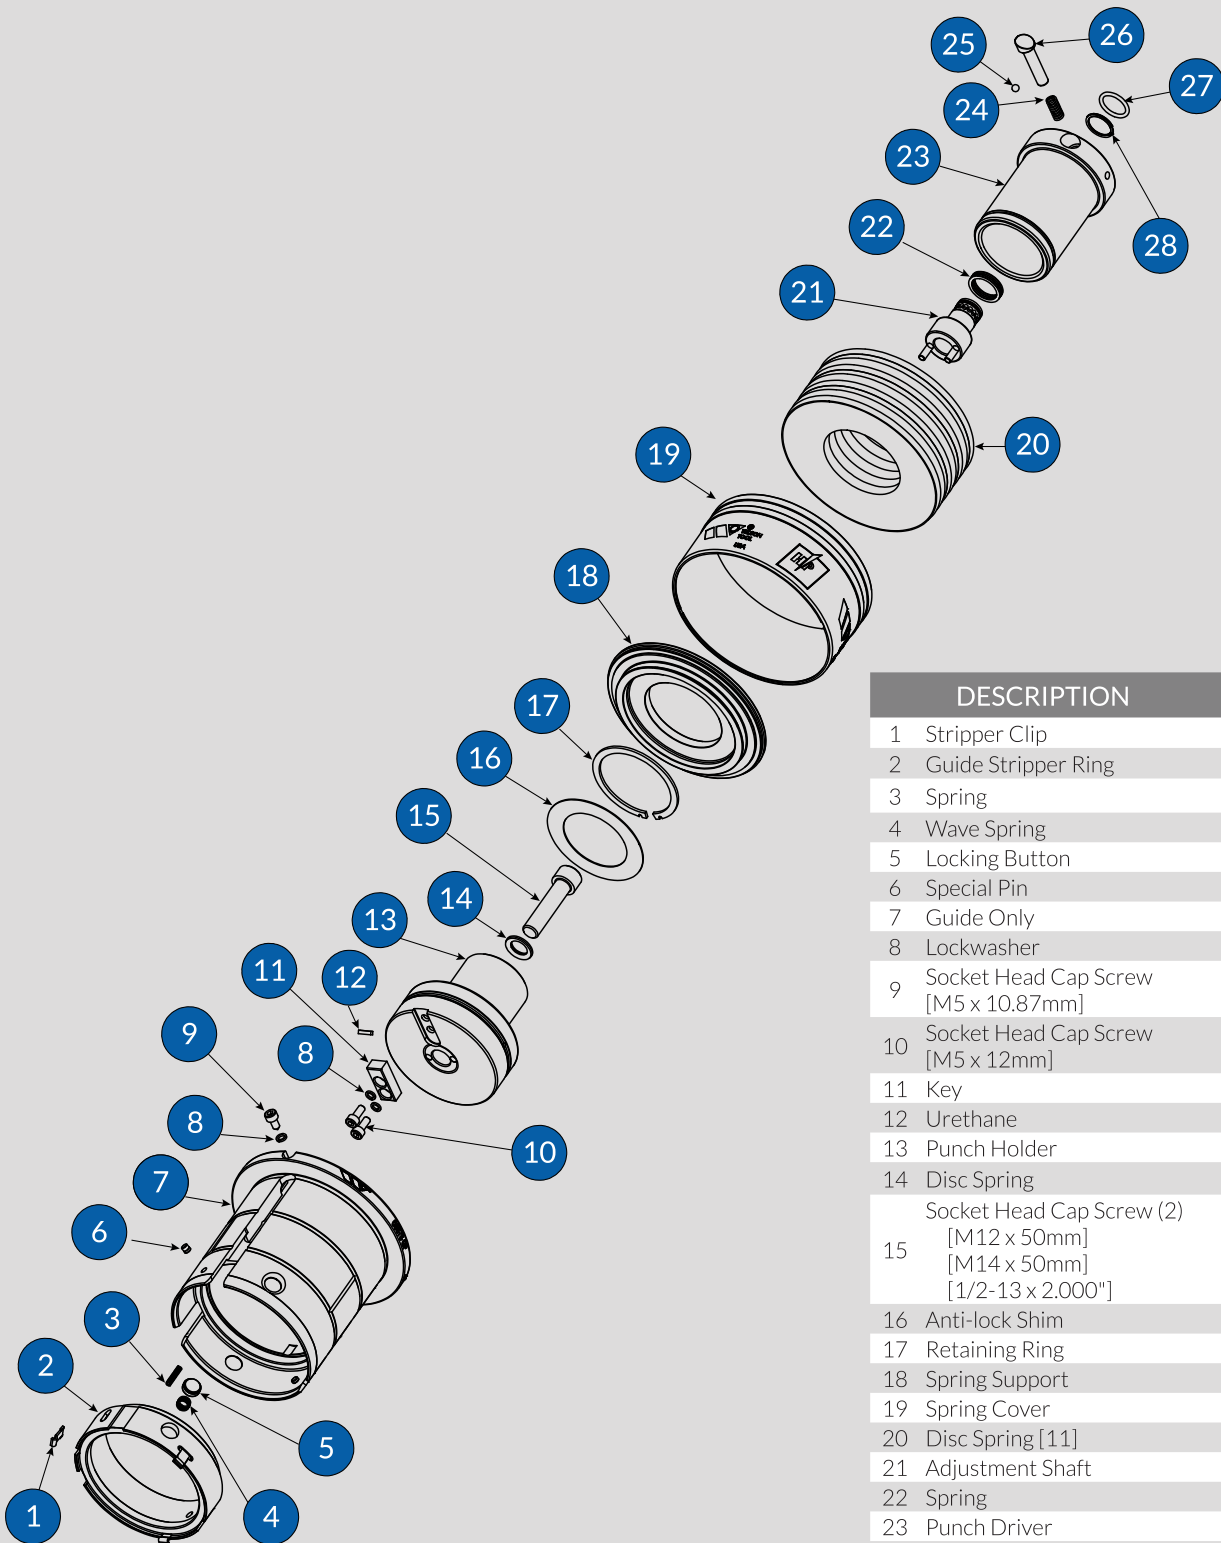 26
25
27
24
23
22
28
21
20
19
18
17
16
15
14
13
12
11
9
8
8
10
7
6
3
2
5
4
1
DESCRIPTION
1 Stripper Clip
2 Guide Stripper Ring
3 Spring
4 Wave Spring
5 Locking Button
6 Special Pin
7 Guide Only
8 Lockwasher
9 Socket Head Cap Screw
[M5 x 10.87mm]
10 Socket Head Cap Screw
[M5 x 12mm]
11 Key
12 Urethane
13 Punch Holder
14 Disc Spring
15 Socket Head Cap Screw (2)
[M12 x 50mm]
[M14 x 50mm]
[1/2-13 x 2.000"]
16 Anti-lock Shim
17 Retaining Ring
18 Spring Support
19 Spring Cover
20 Disc Spring [11]
21 Adjustment Shaft
22 Spring
23 Punch Driver